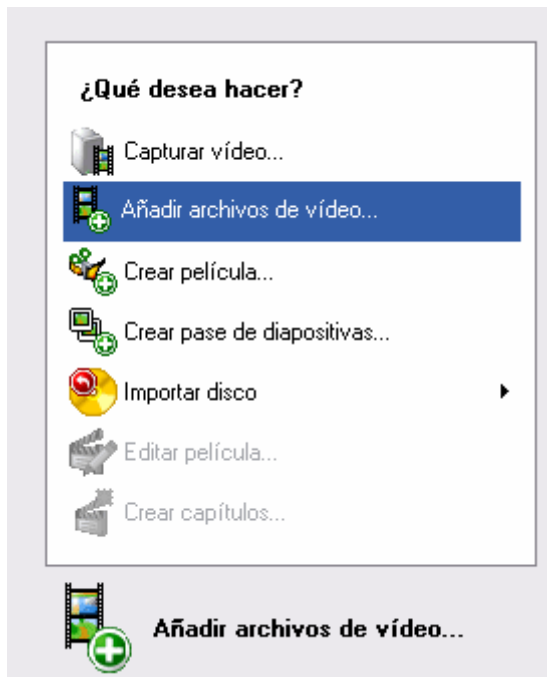 ¿Qué desea hacer?
Capturar vídeo...
Añadir archivos de vídeo...
Crear película...
Crear pase de diapositivas...
Importar disco
Editar película...
Crear capítulos...
Añadir archivos de vídeo...